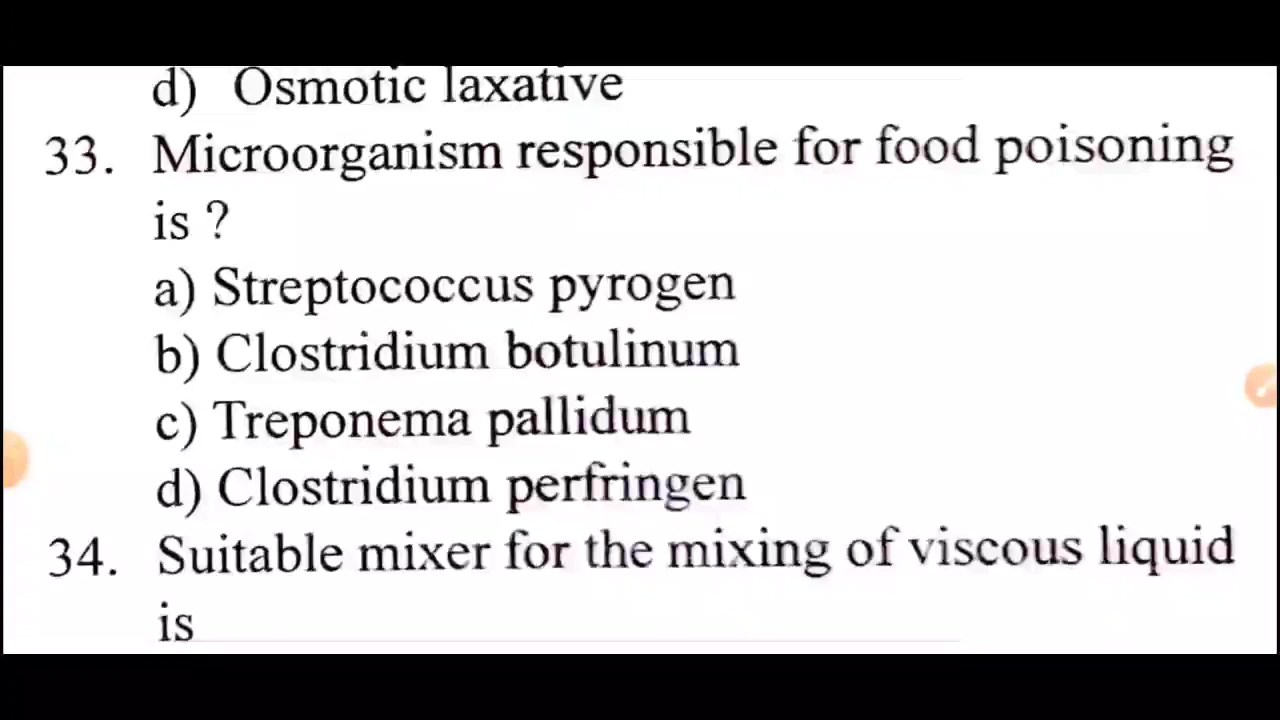 d) Osmotic laxative
33. Microorganism responsible for food poisoning
is ?
a) Streptococcus pyrogen
b) Clostridium botulinum
c) Treponema pallidum
d) Clostridium perfringen
34. Suitable mixer for the mixing of viscous liquid
is